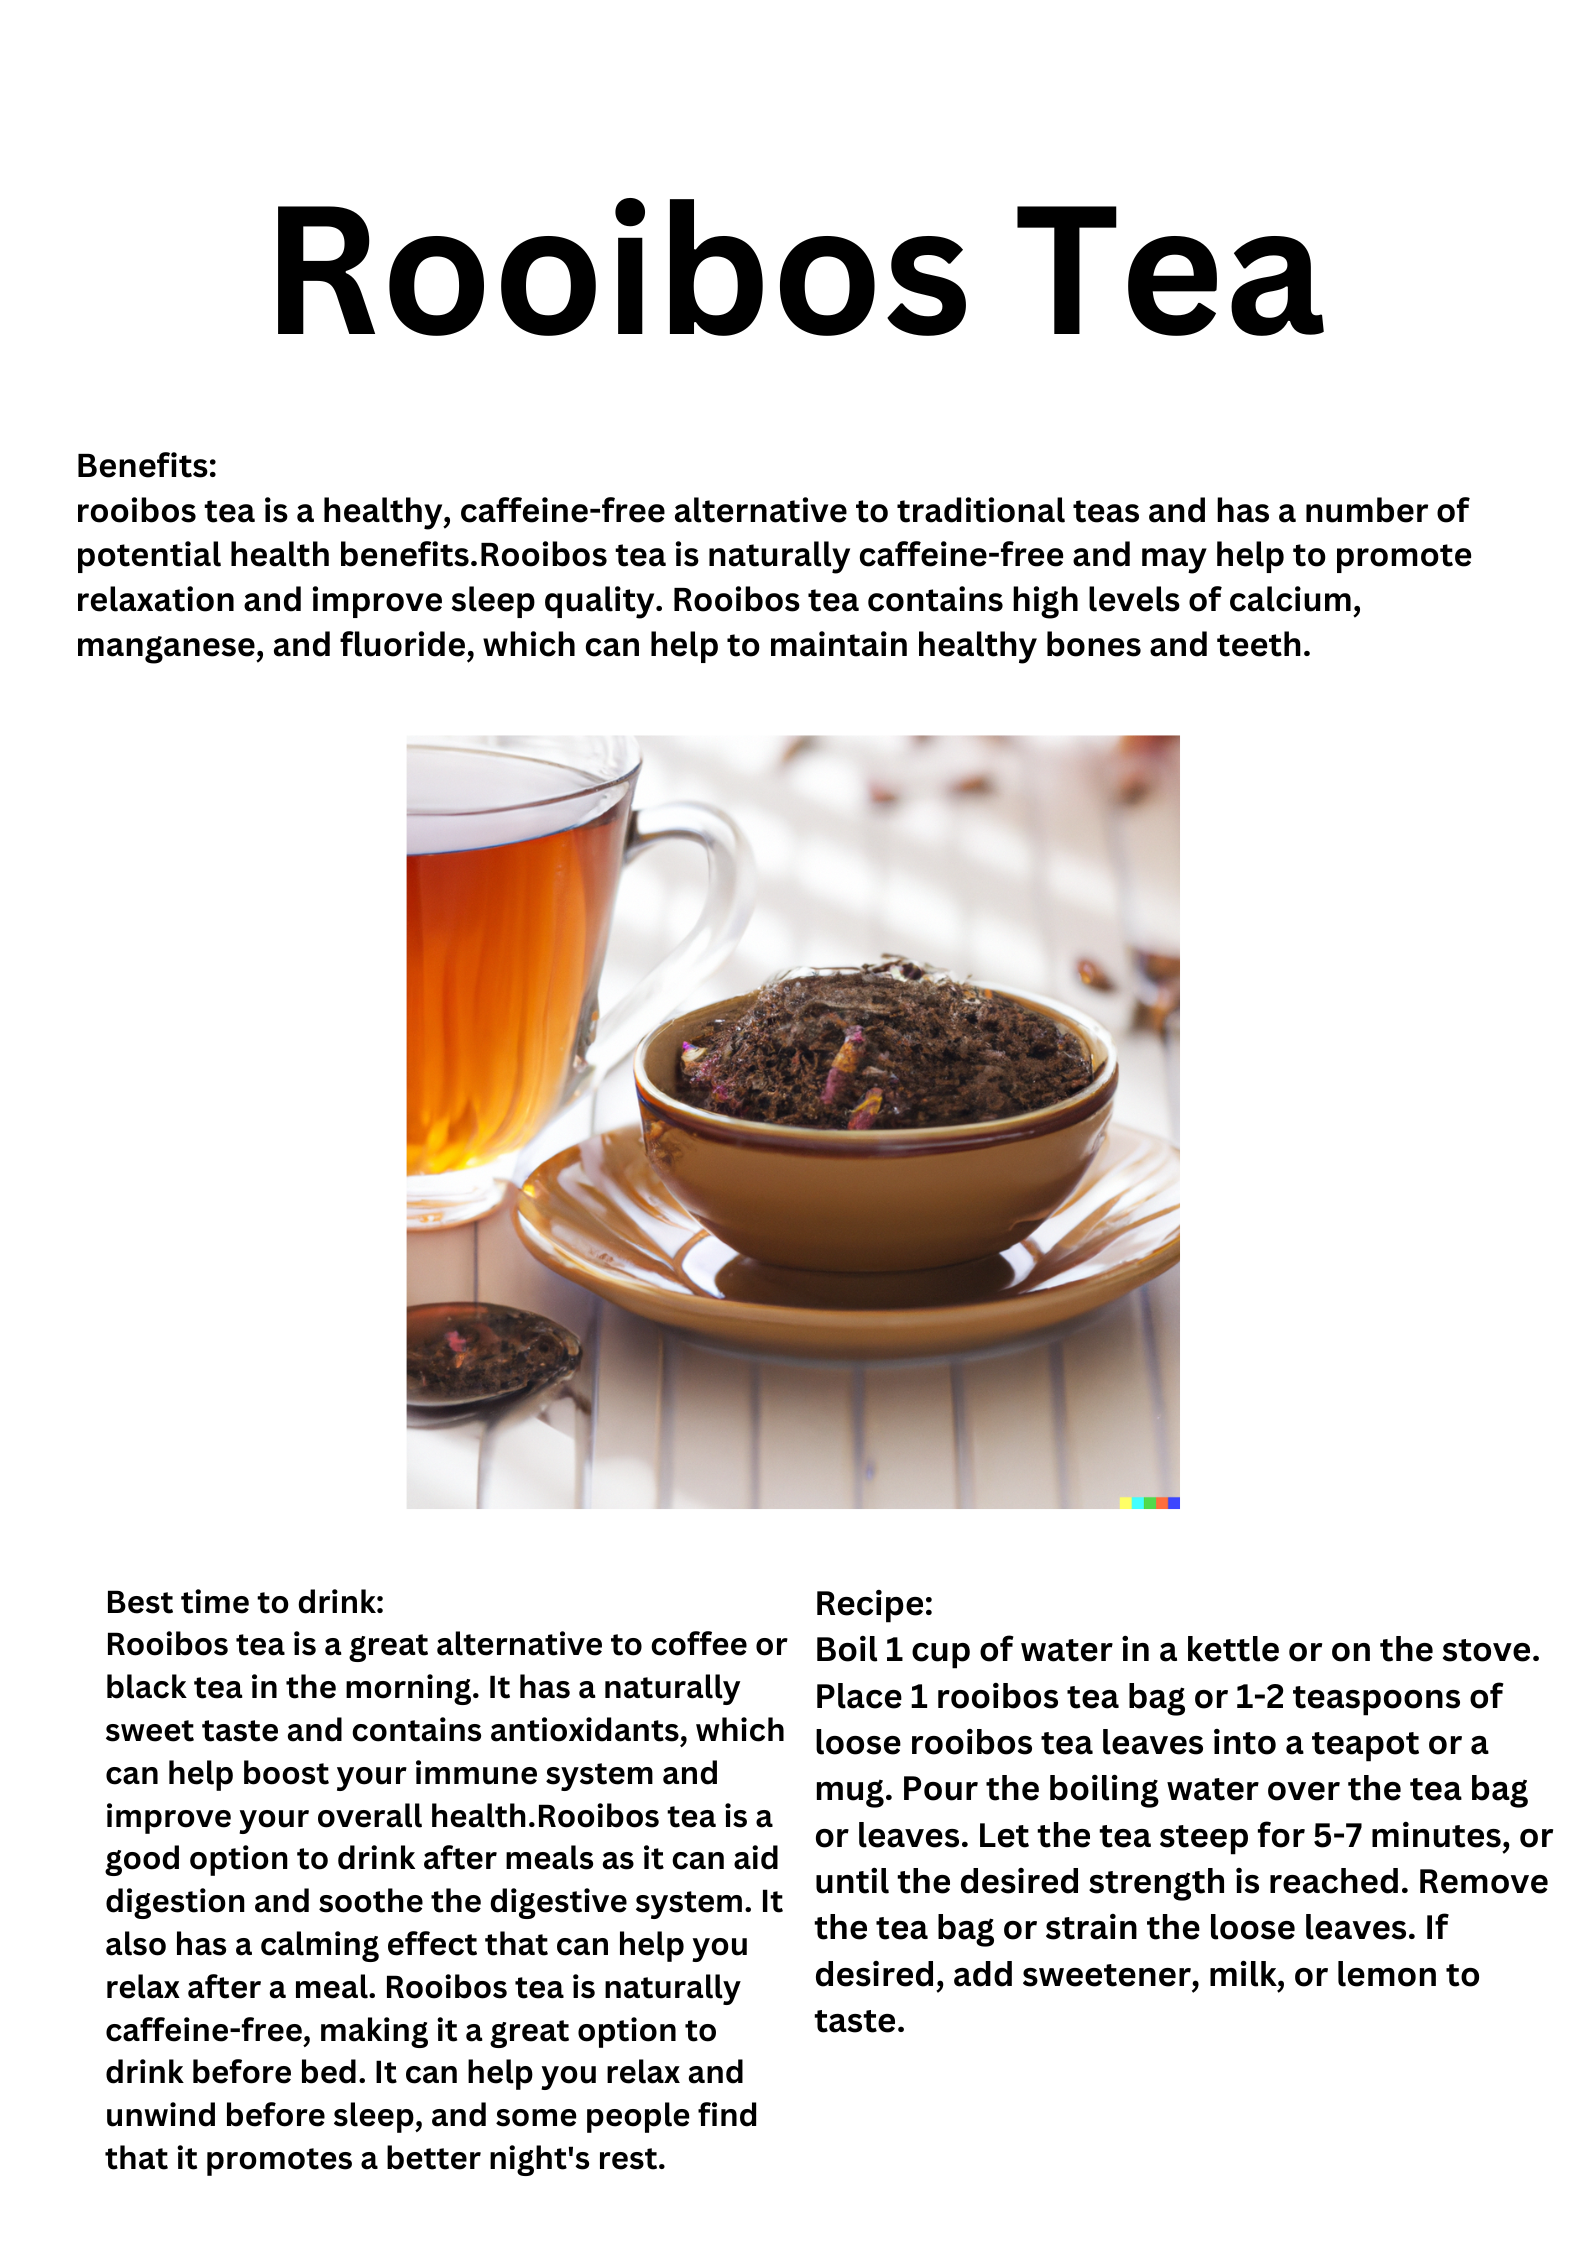 Rooibos Tea
Benefits:
rooibos tea is a healthy, caffeine-free alternative to traditional teas and has a number of
potential health benefits.Rooibos tea is naturally caffeine-free and may help to promote
relaxation and improve sleep quality. Rooibos tea contains high levels of calcium,
manganese, and fluoride, which can help to maintain healthy bones and teeth.
Best time to drink:
Rooibos tea is a great alternative to coffee or
black tea in the morning. It has a naturally
sweet taste and contains antioxidants, which
can help boost your immune system and
improve your overall health.Rooibos tea is a
good option to drink after meals as it can aid
digestion and soothe the digestive system. It
also has a calming effect that can help you
relax after a meal. Rooibos tea is naturally
caffeine-free, making it a great option to
drink before bed. It can help you relax and
unwind before sleep, and some people find
that it promotes a better night's rest.
Recipe:
Boil 1 cup of water in a kettle or on the stove.
Place 1 rooibos tea bag or 1-2 teaspoons of
loose rooibos tea leaves into a teapot or a
mug. Pour the boiling water over the tea bag
or leaves. Let the tea steep for 5-7 minutes, or
until the desired strength is reached. Remove
the tea bag or strain the loose leaves. If
desired, add sweetener, milk, or lemon to
taste.